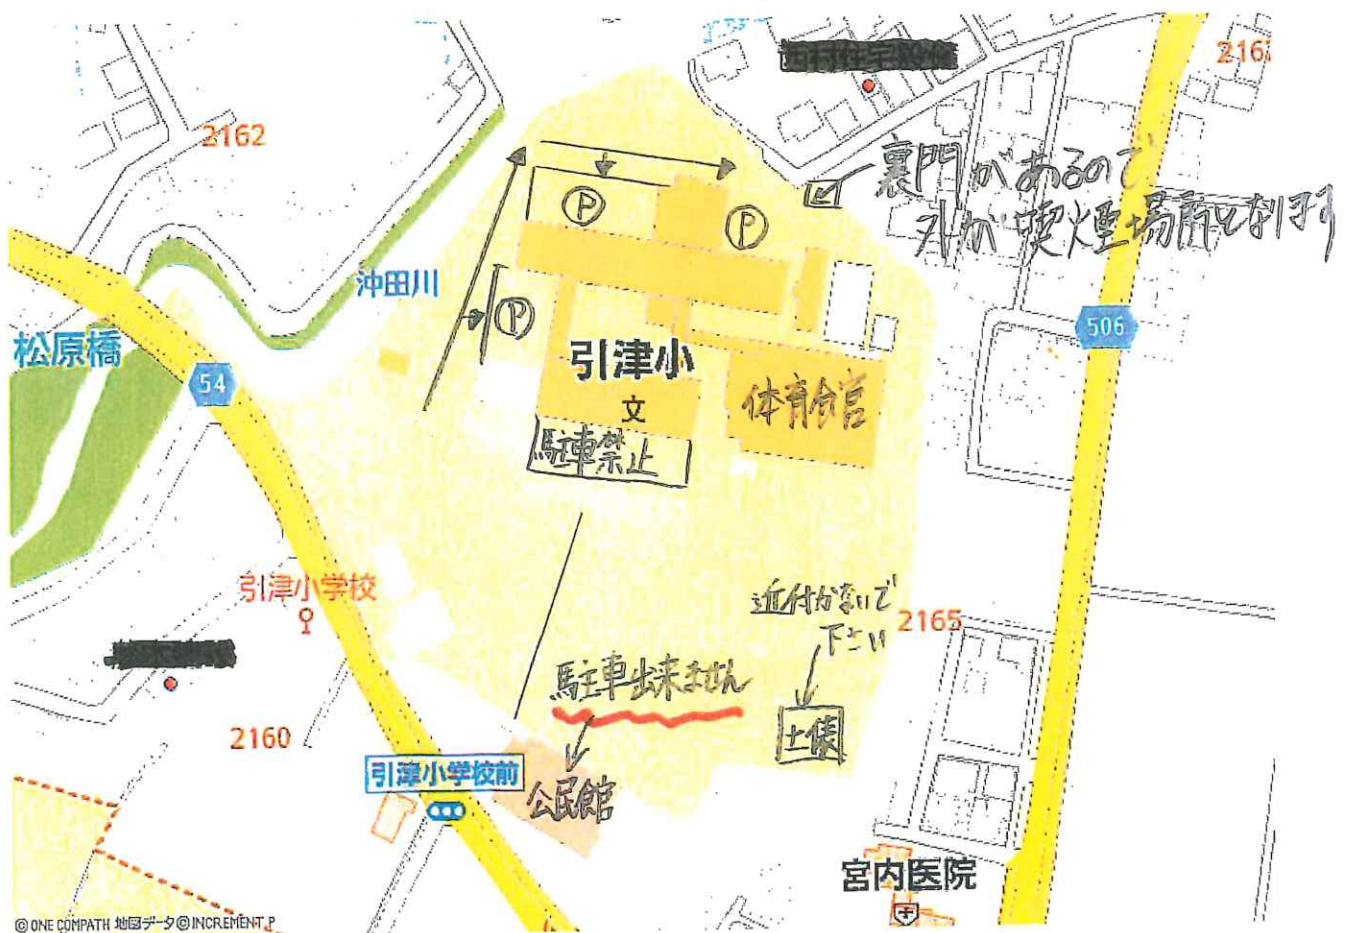 216
2162
裏門があるので
外が喫煙場所となります
P
P
沖田川
P
506
松原橋
54
引津小
文
体育館
駐車禁止
引津小学校
近付かないで
下さい
2165
駐車出来ません
土俵
2160
引津小学校前
公民館
宮内医院
© ONE COMPATH 地図データ © INCREMENT P